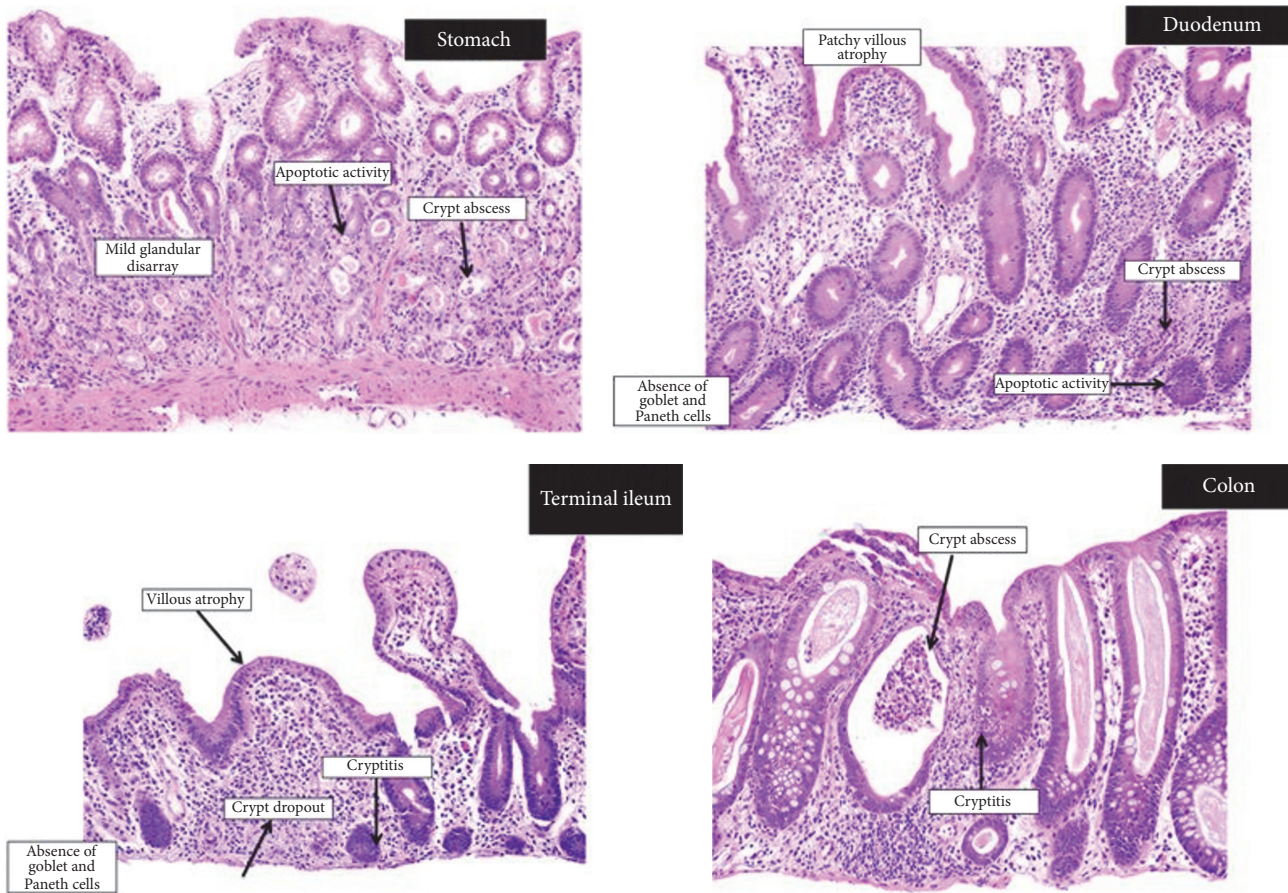 Stomach
Apoptotic activity
Crypt abscess
Mild glandular
disarray
Duodenum
Patchy villous
atrophy
Crypt abscess
Apoptotic activity
Absence of
goblet and
Paneth cells
Terminal ileum
Villous atrophy
Cryptitis
Crypt dropout
Absence of
goblet and
Paneth cells
Colon
Crypt abscess
Cryptitis